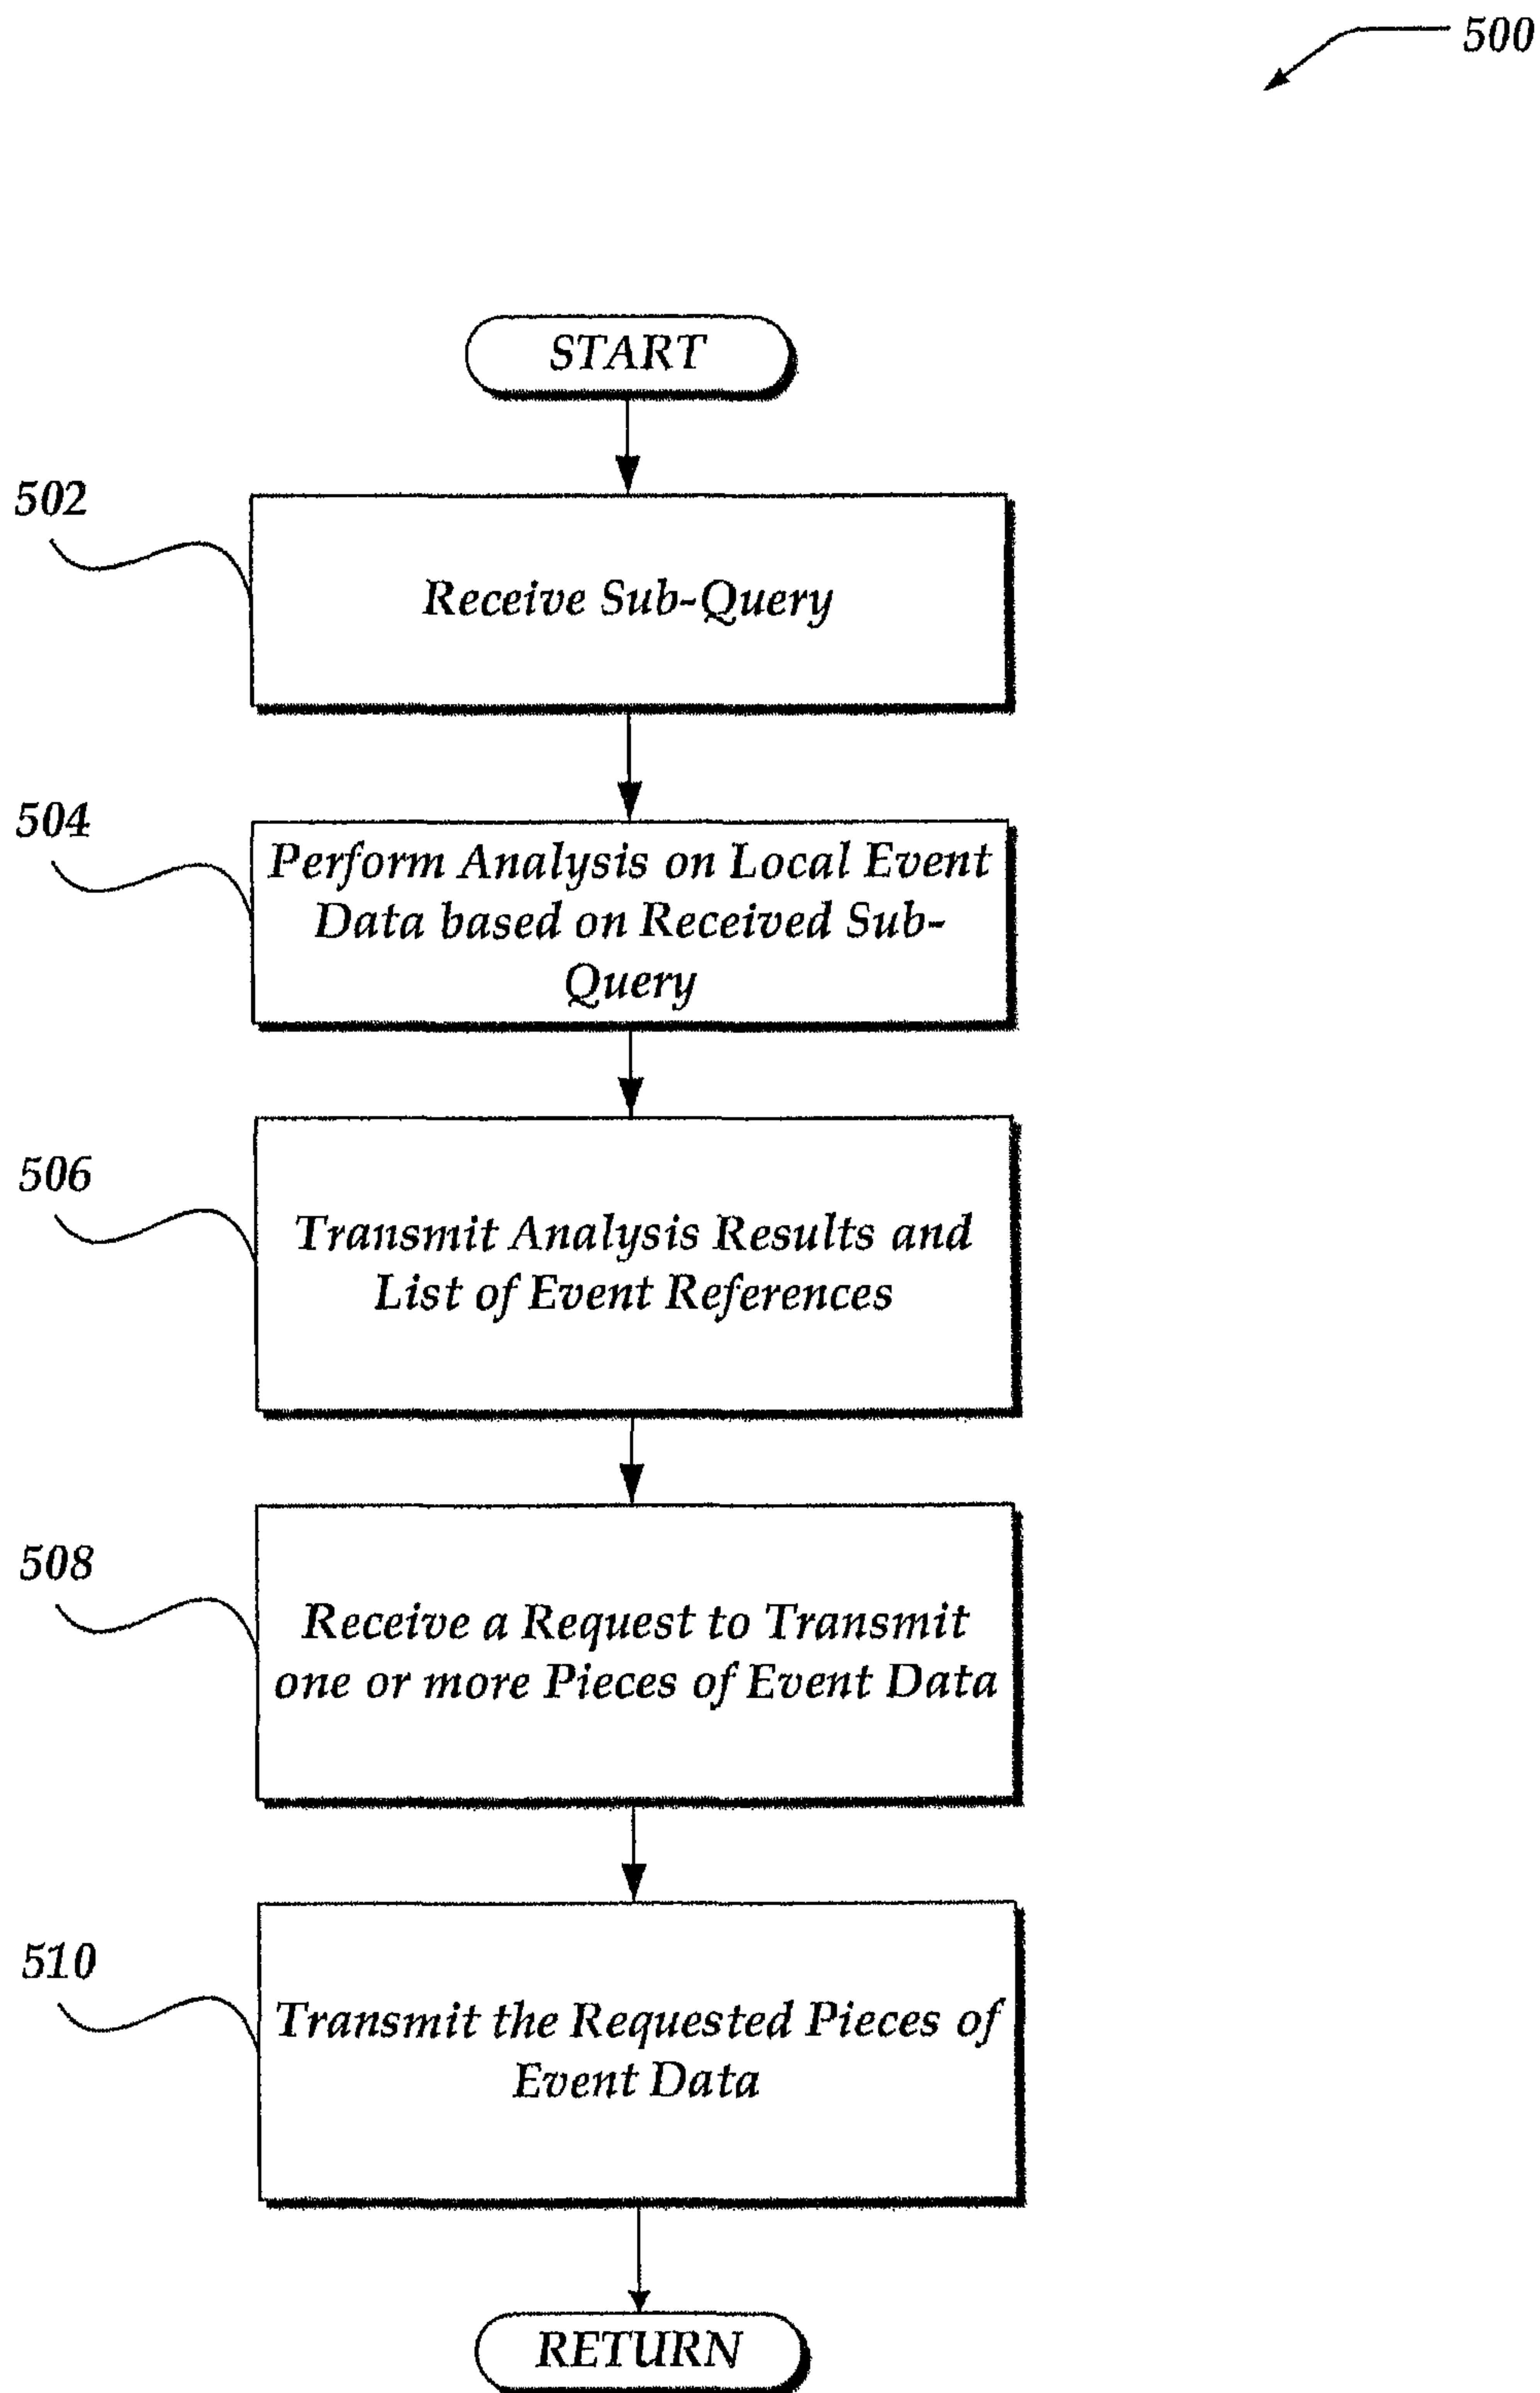 500
START
502
Receive Sub-Query
504
Perform Analysis on Local Event
Data based on Received Sub-
Query
506
Transmit Analysis Results and
List of Event References
508
Receive a Request to Transmit
one or more Pieces of Event Data
510
Transmit the Requested Pieces of
Event Data
RETURN